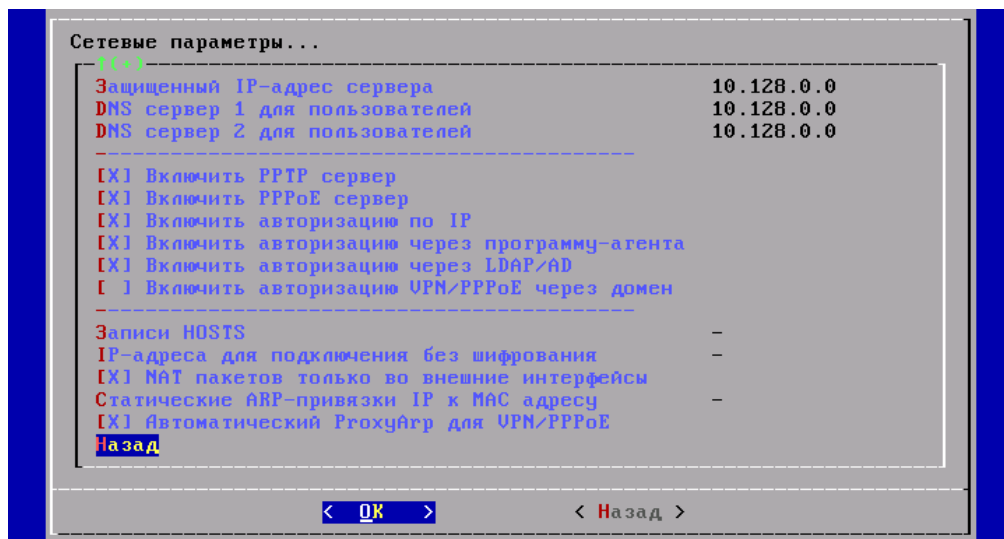 Сетевые параметры...
↑(+)
Защищенный IP-адрес сервера 10.128.0.0
DNS сервер 1 для пользователей 10.128.0.0
DNS сервер 2 для пользователей 10.128.0.0
[X] Включить PPTP сервер
[X] Включить PPPoE сервер
[X] Включить авторизацию по IP
[X] Включить авторизацию через программу-агента
[X] Включить авторизацию через LDAP/AD
[ ] Включить авторизацию VPN/PPPoE через домен
Записи HOSTS –
IP-адреса для подключения без шифрования –
[X] NAT пакетов только во внешние интерфейсы
Статические ARP-привязки IP к MAC адресу –
[X] Автоматический ProxyArp для VPN/PPPoE
Назад
< OK > < Назад >